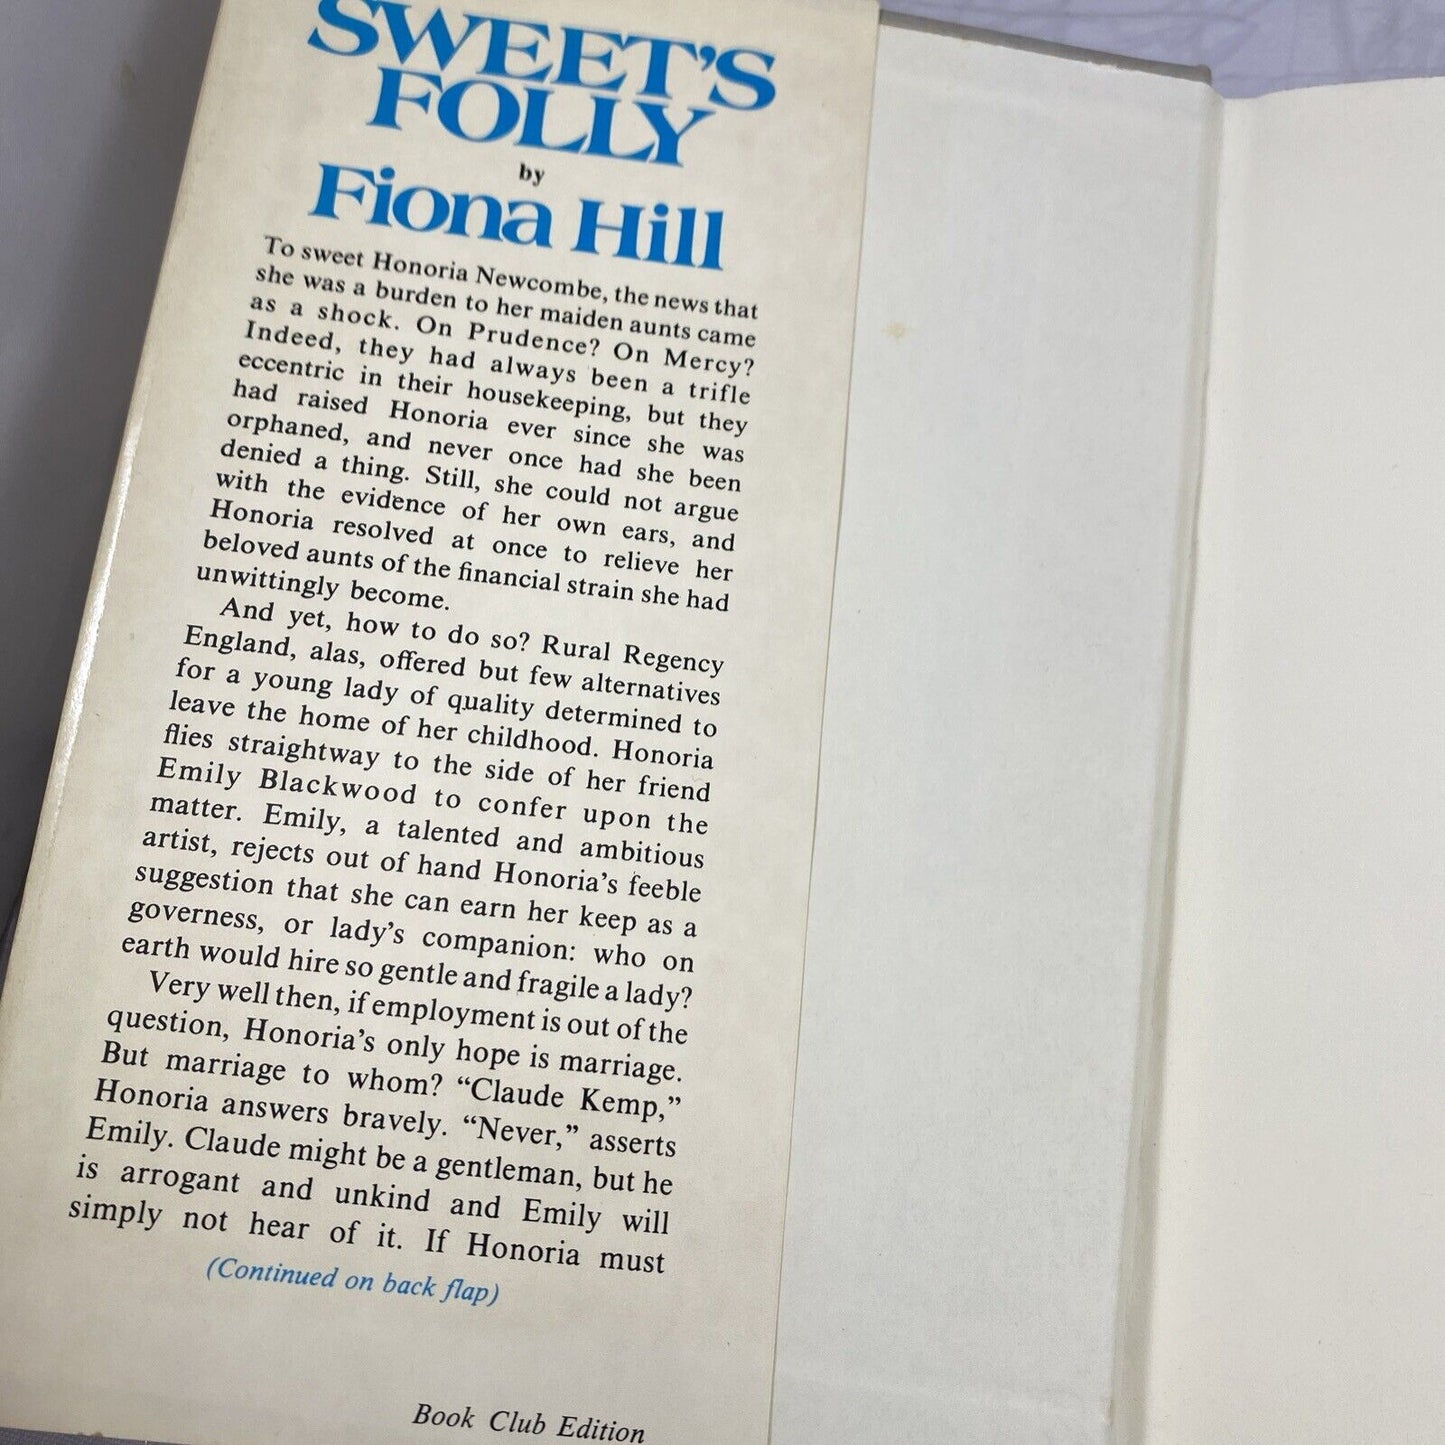 SWEET'S
FOLLY
by
Fiona Hill
To sweet Honoria Newcombe, the news that
she was a burden to her maiden aunts came
as a shock. On Prudence? On Mercy?
Indeed, they had always been a trifle
eccentric in their housekeeping, but they
had raised Honoria ever since she was
orphaned, and never once had she been
denied a thing. Still, she could not argue
with the evidence of her own ears, and
Honoria resolved at once to relieve her
beloved aunts of the financial strain she had
unwittingly become.
And yet, how to do so? Rural Regency
England, alas, offered but few alternatives
for a young lady of quality determined to
leave the home of her childhood. Honoria
flies straightway to the side of her friend
Emily Blackwood to confer upon the
matter. Emily, a talented and ambitious
artist, rejects out of hand Honoria's feeble
suggestion that she can earn her keep as a
governess, or lady's companion: who on
earth would hire so gentle and fragile a lady?
Very well then, if employment is out of the
question, Honoria's only hope is marriage.
But marriage to whom? “Claude Kemp,”
Honoria answers bravely. “Never,” asserts
Emily. Claude might be a gentleman, but he
is arrogant and unkind and Emily will
simply not hear of it. If Honoria must
(Continued on back flap)
Book Club Edition